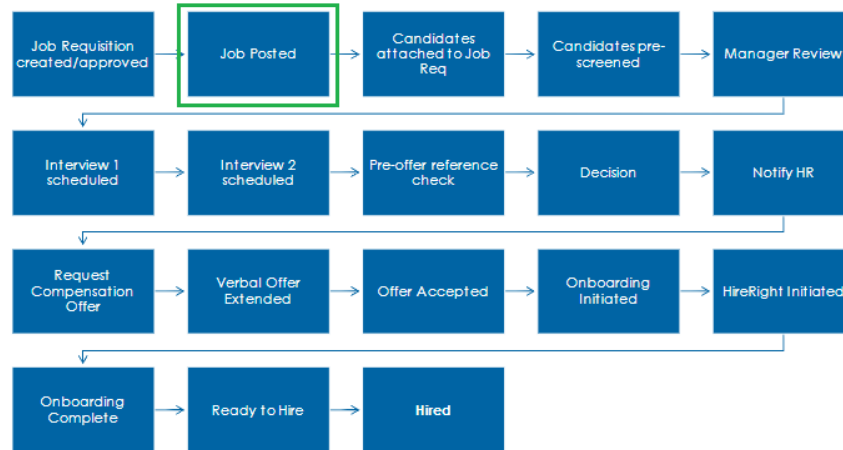 Job Requisition
created/approved
Job Posted
Candidates
attached to Job
Req
Candidates pre-
screened
Manager Review
Interview 1
scheduled
Interview 2
scheduled
Pre-offer reference
check
Decision
Notify HR
Request
Compensation
Offer
Verbal Offer
Extended
Offer Accepted
Onboarding
Initiated
HireRight Initiated
Onboarding
Complete
Ready to Hire
Hired